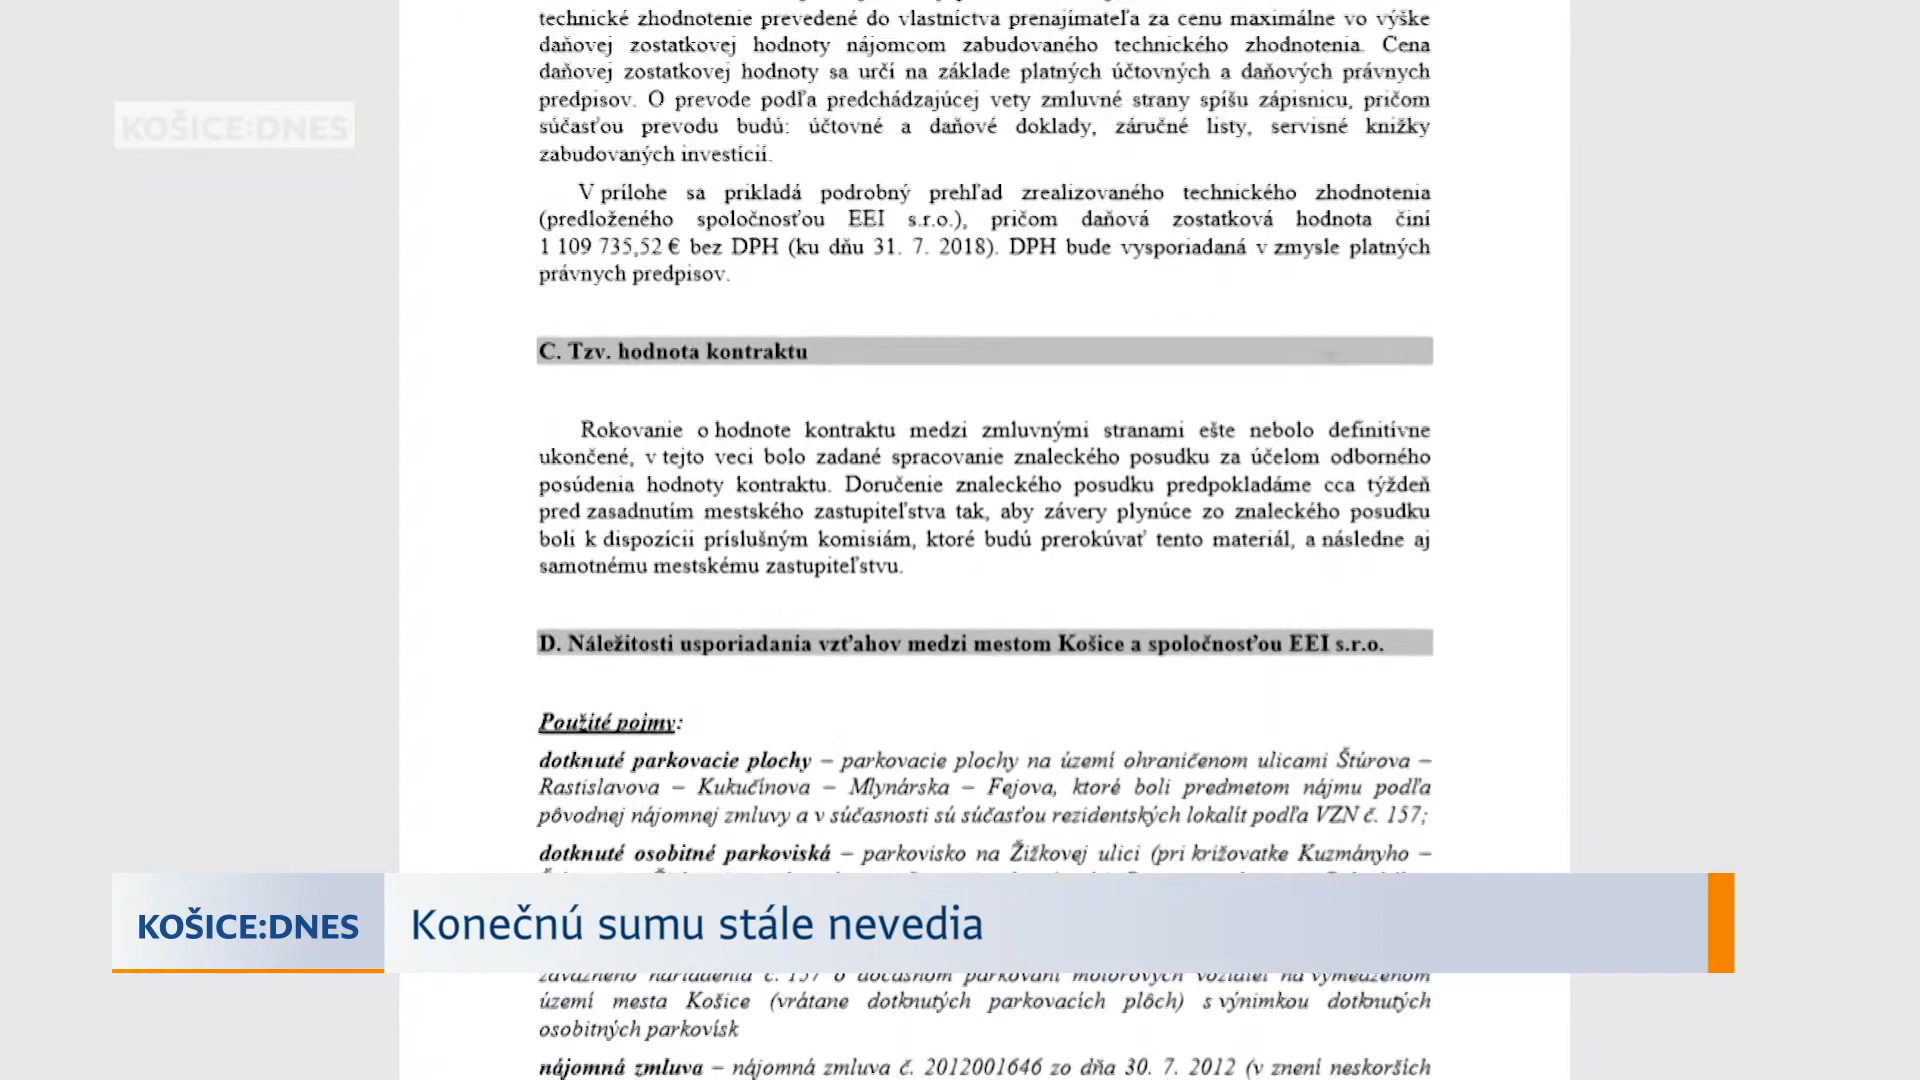 technické zhodnotenie prevedené do vlastníctva prenajímateľa za cenu maximálne vo výške
daňovej zostatkovej hodnoty nájomcom zabudovaného technického zhodnotenia. Cena
daňovej zostatkovej hodnoty sa určí na základe platných účtovných a daňových právnych
predpisov. O prevode podľa predchádzajúcej vety zmluvné strany spíšu zápisnicu, pričom
KOŠICE:DNES
súčasťou prevodu budú: účtovné a daňové doklady, záručné listy, servisné knižky
zabudovaných investícií.
V prílohe sa prikladá podrobný prehľad zrealizovaného technického zhodnotenia
(predloženého spoločnosťou EEI s.r.o.), pričom daňová zostatková hodnota činí
1 109 735,52 € bez DPH (ku dňu 31. 7. 2018). DPH bude vysporiadaná v zmysle platných
právnych predpisov.
C. Tzv. hodnota kontraktu
Rokovanie o hodnote kontraktu medzi zmluvnými stranami ešte nebolo definitívne
ukončené, v tejto veci bolo zadané spracovanie znaleckého posudku za účelom odborného
posúdenia hodnoty kontraktu. Doručenie znaleckého posudku predpokladáme cca týždeň
pred zasadnutím mestského zastupiteľstva tak, aby závery plynúce zo znaleckého posudku
boli k dispozícii príslušným komisiám, ktoré budú prerokúvať tento materiál, a následne aj
samotnému mestskému zastupiteľstvu.
D. Náležitosti usporiadania vzťahov medzi mestom Košice a spoločnosťou EEI s.r.o.
Použité pojmy:
dotknuté parkovacie plochy – parkovacie plochy na území ohraničenom ulicami Štúrova –
Rastislavova – Kukučínova – Mlynárska – Fejova, ktoré boli predmetom nájmu podľa
pôvodnej nájomnej zmluvy a v súčasnosti sú súčasťou rezidentských lokalít podľa VZN č. 157;
dotknuté osobitné parkoviská – parkovisko na Žižkovej ulici (pri križovatke Kuzmányho –
KOŠICE:DNES
Konečnú sumu stále nevedia
záväzného nariadenia č. 157 o dočasnom parkovaní motorových vozidiel na vymedzenom
území mesta Košice (vrátane dotknutých parkovacích plôch) s výnimkou dotknutých
osobitných parkovísk
nájomná zmluva – nájomná zmluva č. 2012001646 zo dňa 30. 7. 2012 (v znení neskorších